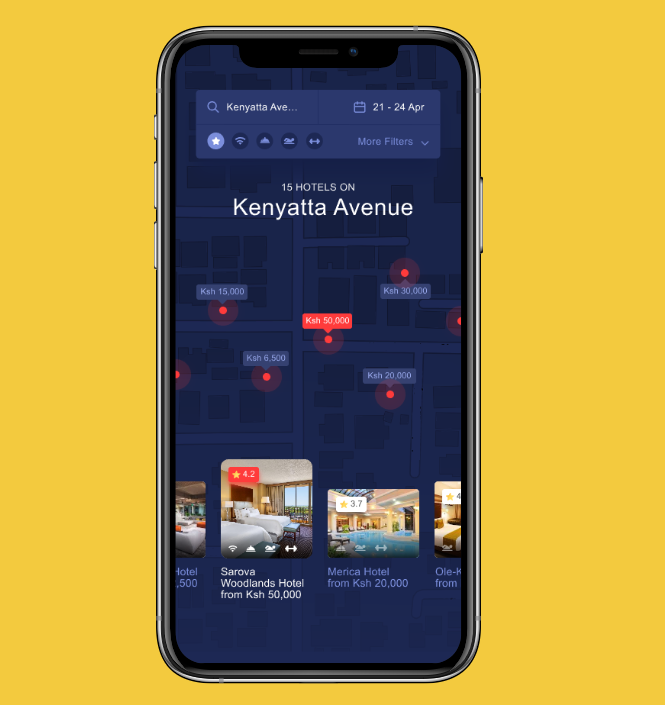 Kenyatta Ave...
21 - 24 Apr
More Filters
15 HOTELS ON
Kenyatta Avenue
Ksh 15,000
Ksh 30,000
Ksh 50,000
Ksh 6,500
Ksh 20,000
4.2
3.7
4
Hotel
,500
Sarova
Woodlands Hotel
from Ksh 50,000
Merica Hotel
from Ksh 20,000
Ole-K
from